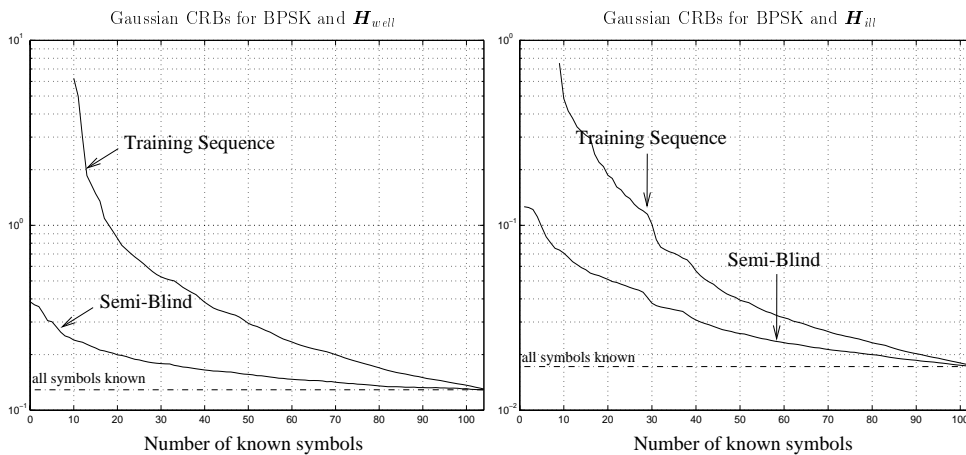 Gaussian CRBs for BPSK and H_well
10^1
10^0
10^-1
Training Sequence
Semi-Blind
all symbols known
0 10 20 30 40 50 60 70 80 90 100
Number of known symbols
Gaussian CRBs for BPSK and H_ill
10^0
10^-1
10^-2
Training Sequence
Semi-Blind
all symbols known
0 10 20 30 40 50 60 70 80 90 100
Number of known symbols